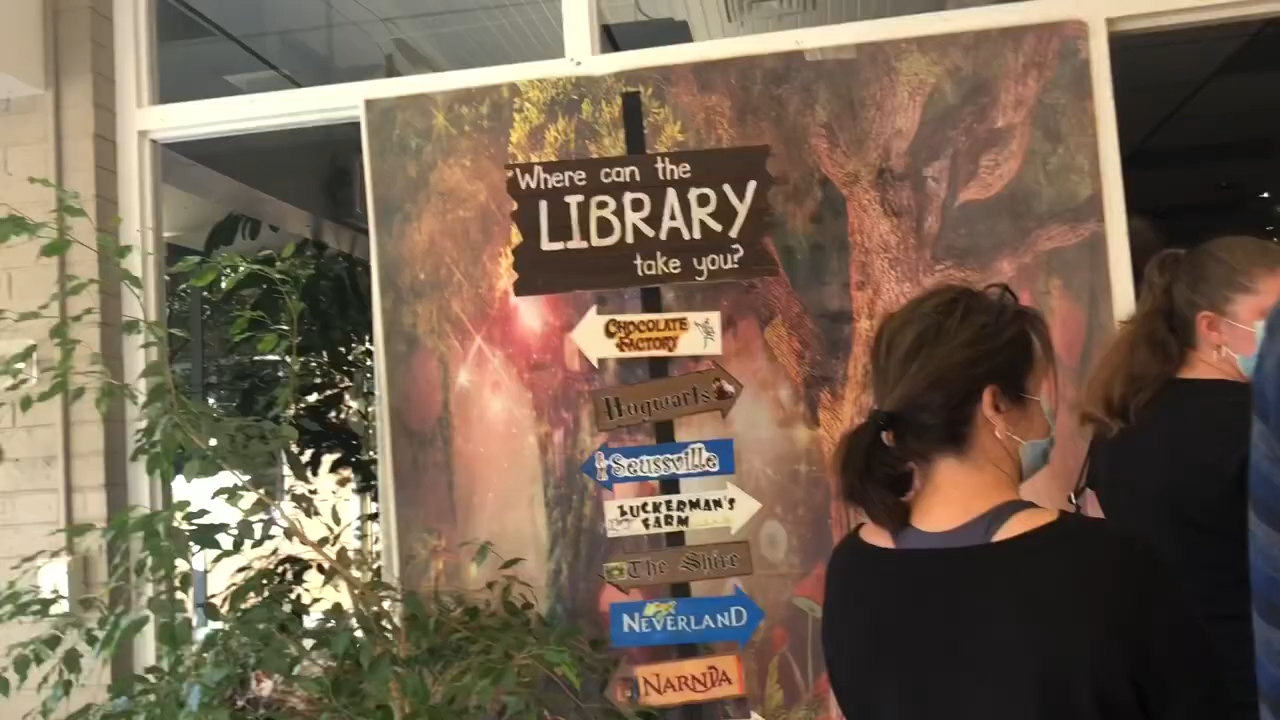 Where can the
LIBRARY
take you?
CHOCOLATE
FACTORY
Hogwarts
Seussville
ZUCKERMAN'S
FARM
The Shire
NEVERLAND
NARNIA